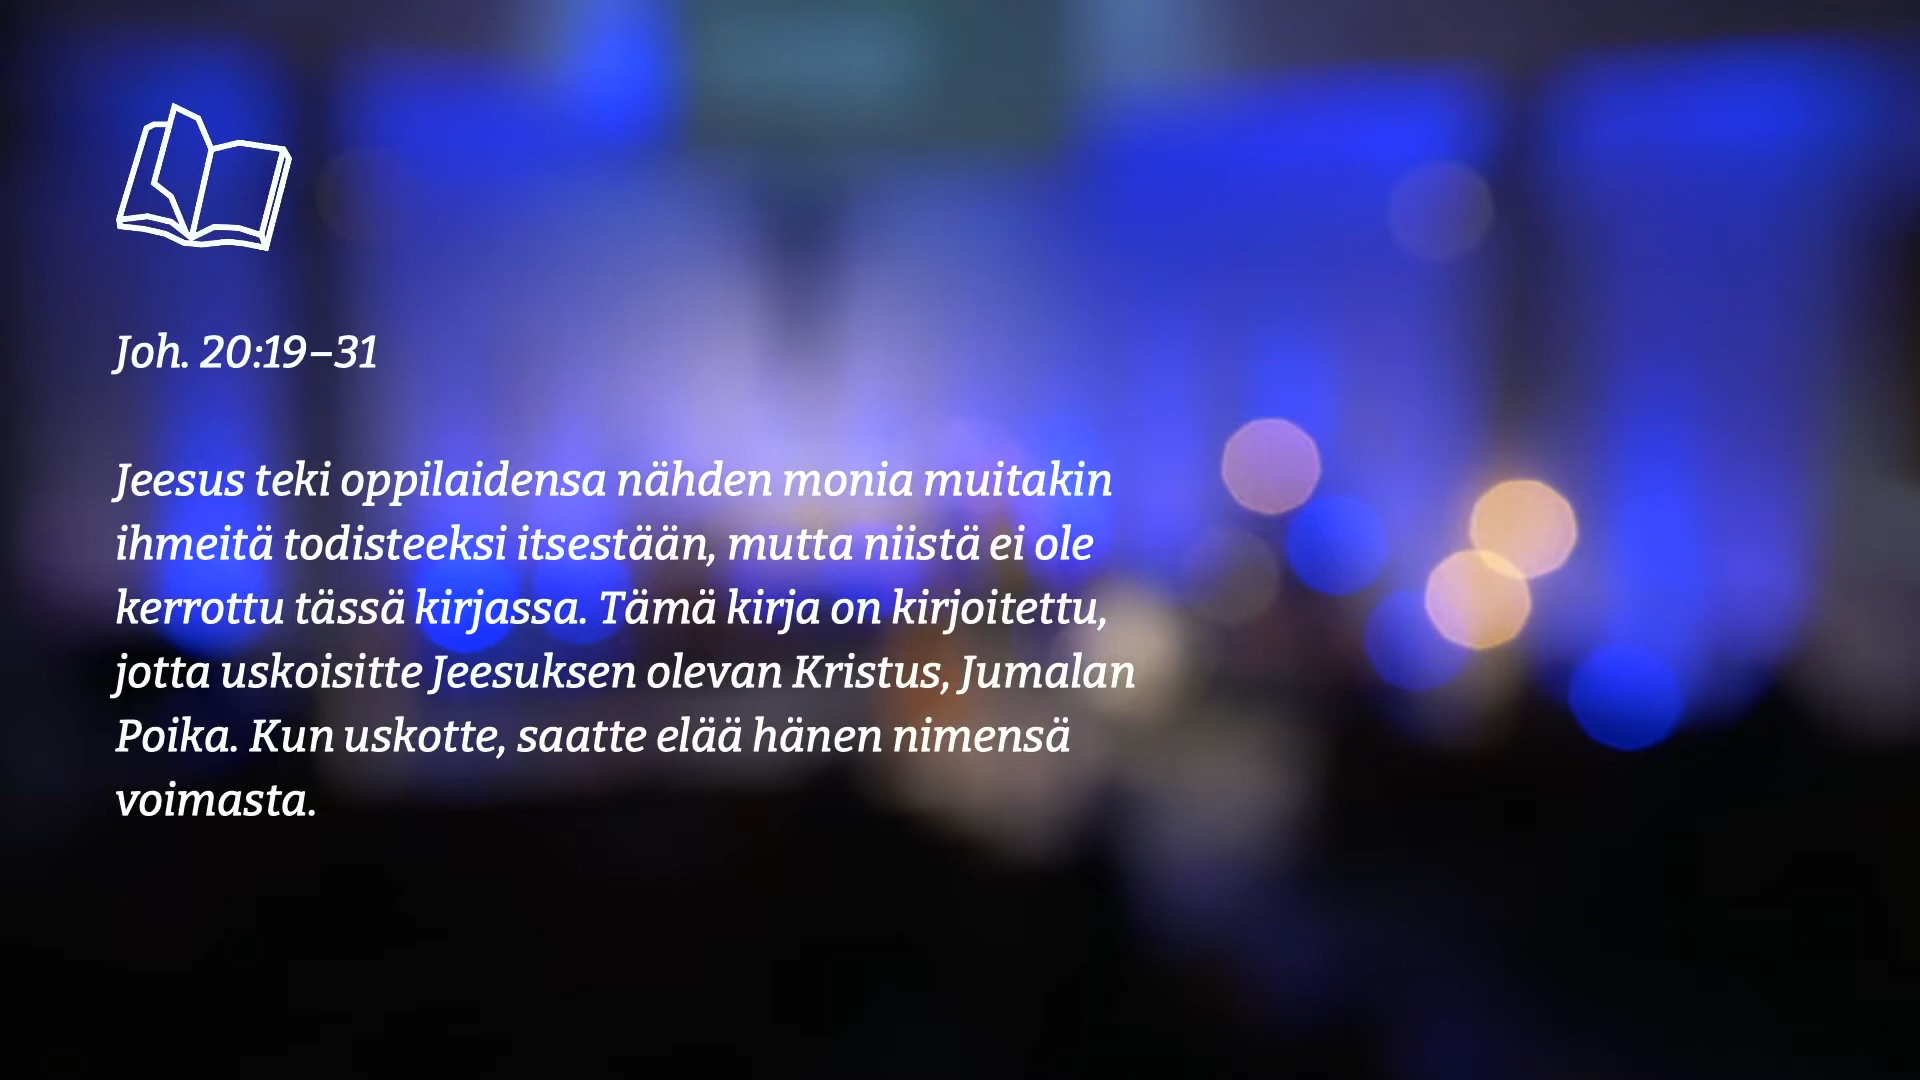 Joh. 20:19–31
Jeesus teki oppilaidensa nähden monia muitakin
ihmeitä todisteeksi itsestään, mutta niistä ei ole
kerrottu tässä kirjassa. Tämä kirja on kirjoitettu,
jotta uskoisitte Jeesuksen olevan Kristus, Jumalan
Poika. Kun uskotte, saatte elää hänen nimensä
voimasta.